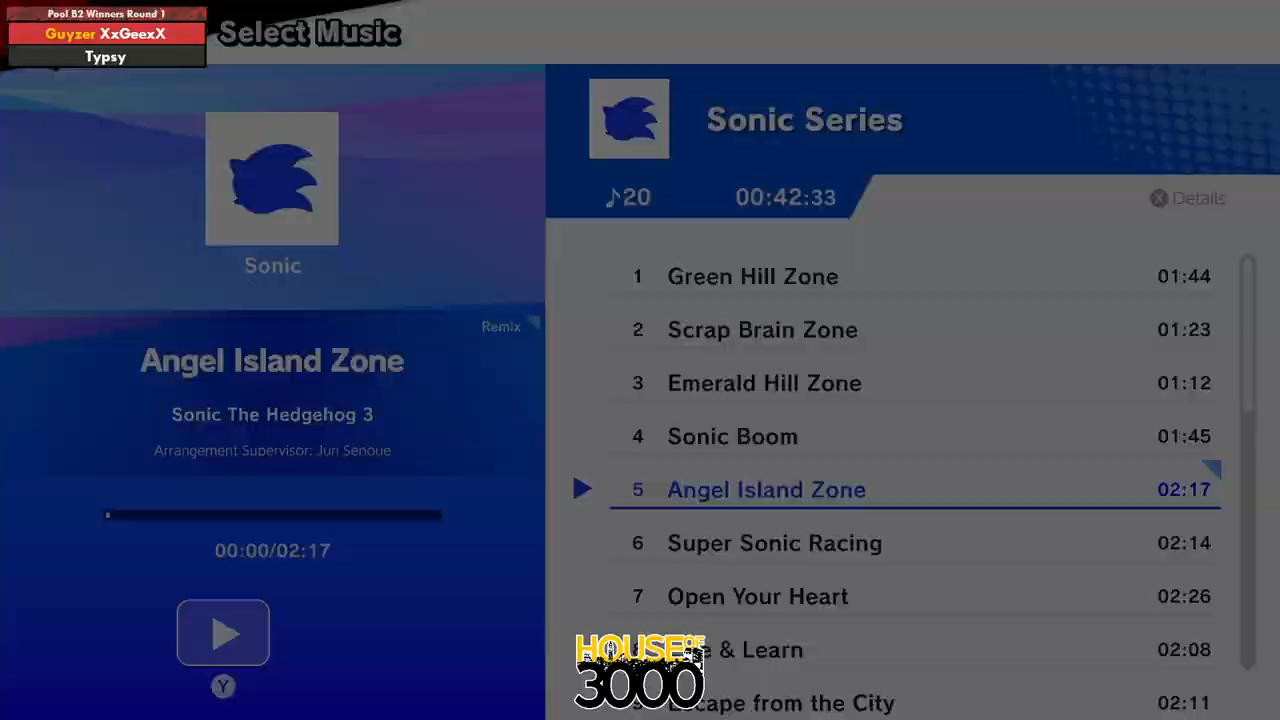 Pool B2 Winners Round 1
Guyzer XxGeexX
Typsy
Select Music
Sonic
Remix
Angel Island Zone
Sonic The Hedgehog 3
Arrangement Supervisor: Jun Senoue
00:00/02:17
Y
Sonic Series
♪20 00:42:33
X Details
1 Green Hill Zone 01:44
2 Scrap Brain Zone 01:23
3 Emerald Hill Zone 01:12
4 Sonic Boom 01:45
5 Angel Island Zone 02:17
6 Super Sonic Racing 02:14
7 Open Your Heart 02:26
& Learn 02:08
from the City 02:11
HOUSE OF
3000